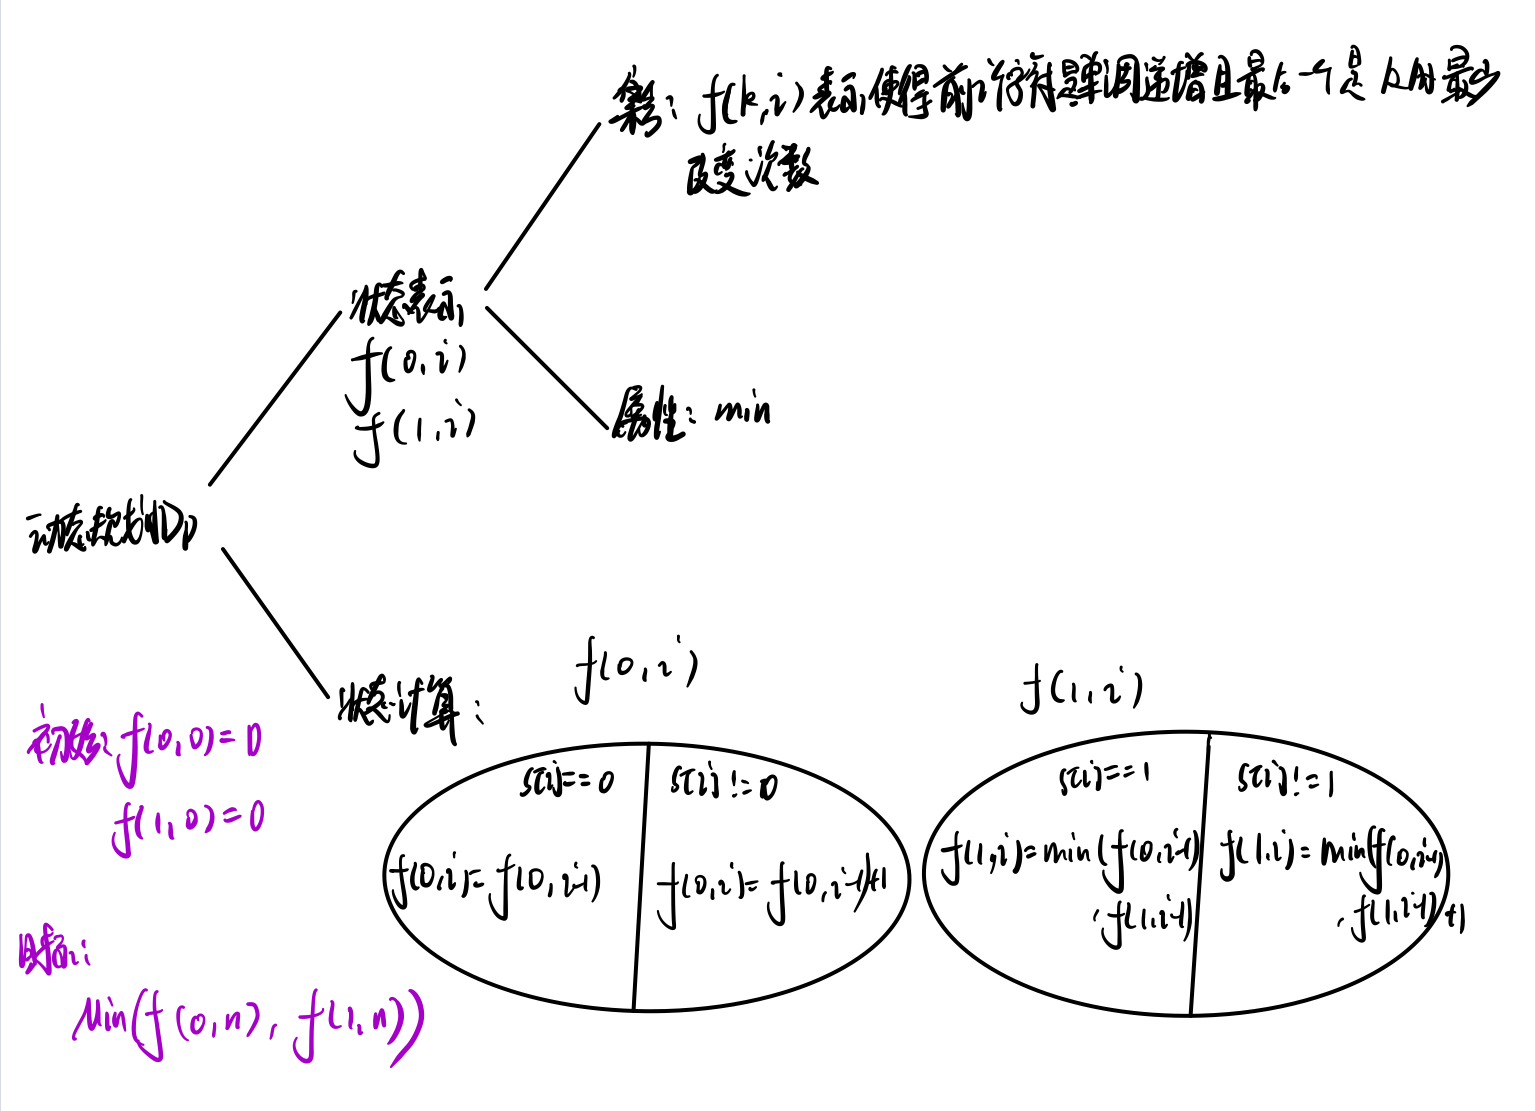 集合：f(k,i)表示使得前i个字符是单调递增且最后一个是k的最少
改变次数
状态表示
f(0,i)
f(1,i)
属性：min
动态规划Dp
状态计算：
f(0,i)
f(1,i)
s[i]==0
s[i]!=0
s[i]==1
s[i]!=1
f(0,i)=f(0,i-1)
f(0,i)=f(0,i-1)+1
f(1,i)=min(f(0,i-1)
,f(1,i-1)
f(1,i)=min(f(0,i-1)
,f(1,i-1)+1
初始：f(0,0)=0
f(1,0)=0
目标：
Min(f(0,n),f(1,n))